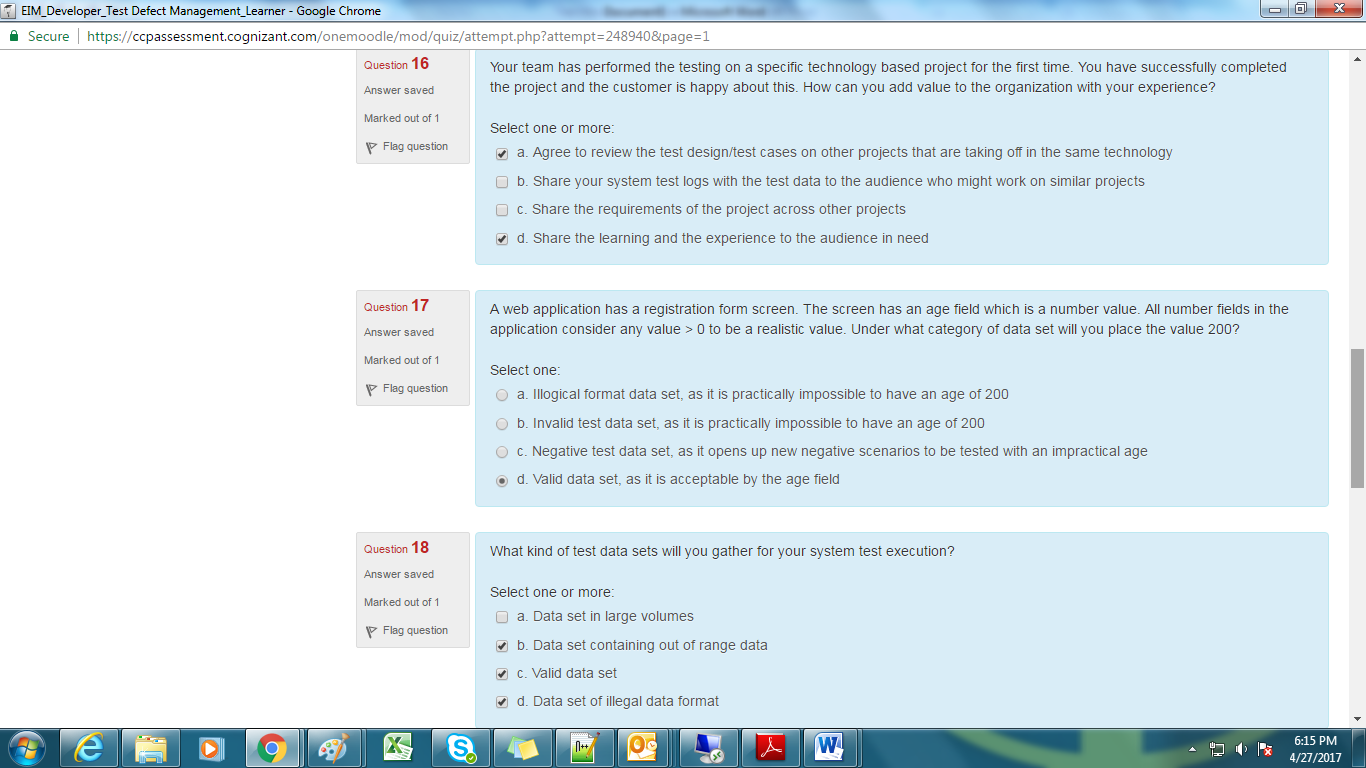 EIM_Developer_Test Defect Management_Learner - Google Chrome
Secure
https://ccpassessment.cognizant.com/onemoodle/mod/quiz/attempt.php?attempt=248940&page=1
Question 16
Answer saved
Marked out of 1
Flag question
Your team has performed the testing on a specific technology based project for the first time. You have successfully completed
the project and the customer is happy about this. How can you add value to the organization with your experience?
Select one or more:
a. Agree to review the test design/test cases on other projects that are taking off in the same technology
b. Share your system test logs with the test data to the audience who might work on similar projects
c. Share the requirements of the project across other projects
d. Share the learning and the experience to the audience in need
Question 17
Answer saved
Marked out of 1
Flag question
A web application has a registration form screen. The screen has an age field which is a number value. All number fields in the
application consider any value > 0 to be a realistic value. Under what category of data set will you place the value 200?
Select one:
a. Illogical format data set, as it is practically impossible to have an age of 200
b. Invalid test data set, as it is practically impossible to have an age of 200
c. Negative test data set, as it opens up new negative scenarios to be tested with an impractical age
d. Valid data set, as it is acceptable by the age field
Question 18
Answer saved
Marked out of 1
Flag question
What kind of test data sets will you gather for your system test execution?
Select one or more:
a. Data set in large volumes
b. Data set containing out of range data
c. Valid data set
d. Data set of illegal data format
6:15 PM
4/27/2017